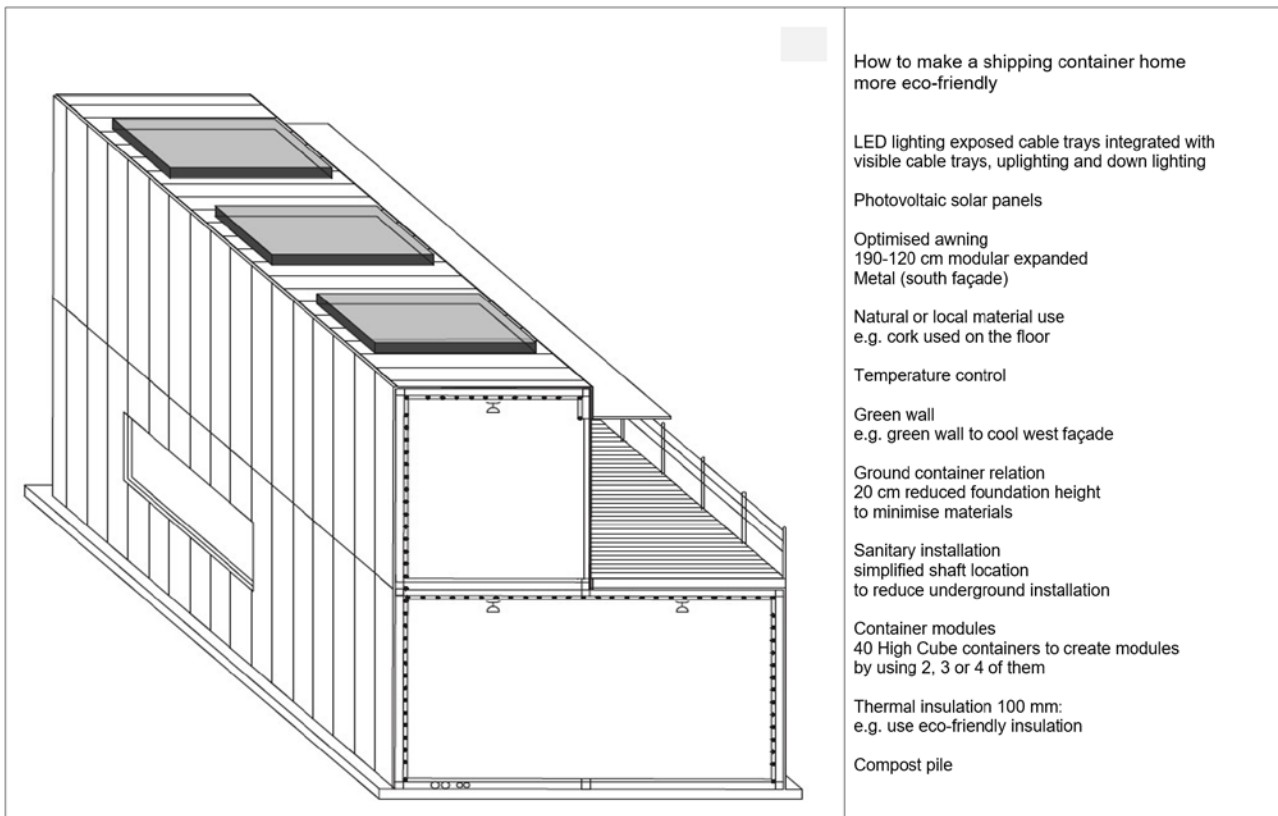 How to make a shipping container home
more eco-friendly
LED lighting exposed cable trays integrated with
visible cable trays, uplighting and down lighting
Photovoltaic solar panels
Optimised awning
190-120 cm modular expanded
Metal (south façade)
Natural or local material use
e.g. cork used on the floor
Temperature control
Green wall
e.g. green wall to cool west façade
Ground container relation
20 cm reduced foundation height
to minimise materials
Sanitary installation
simplified shaft location
to reduce underground installation
Container modules
40 High Cube containers to create modules
by using 2, 3 or 4 of them
Thermal insulation 100 mm:
e.g. use eco-friendly insulation
Compost pile